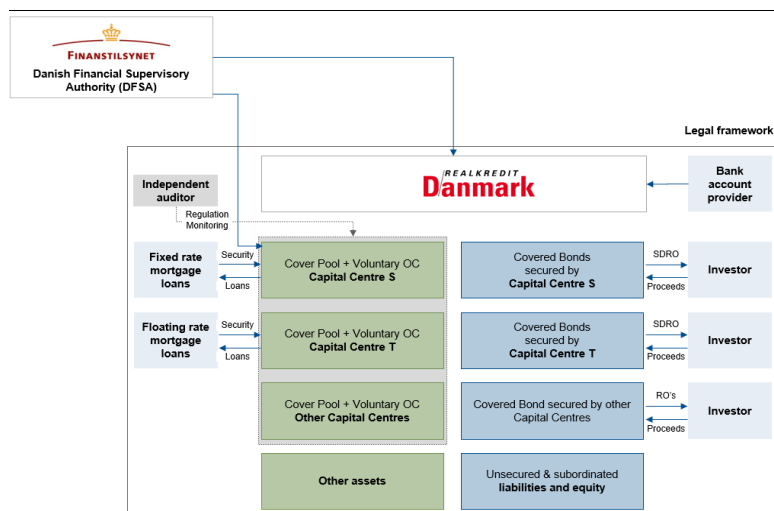 FINANSTILSYNET
Danish Financial Supervisory
Authority (DFSA)
Legal framework
REALKREDIT
Danmark
Bank
account
provider
Independent
auditor
Regulation
Monitoring
Fixed rate
mortgage
loans
Security
Loans
Cover Pool + Voluntary OC
Capital Centre S
Covered Bonds
secured by
Capital Centre S
SDRO
Proceeds
Investor
Floating rate
mortgage
loans
Security
Loans
Cover Pool + Voluntary OC
Capital Centre T
Covered Bonds
secured by
Capital Centre T
SDRO
Proceeds
Investor
Cover Pool + Voluntary OC
Other Capital Centres
Covered Bond secured by other
Capital Centres
RO's
Proceeds
Investor
Other assets
Unsecured & subordinated
liabilities and equity